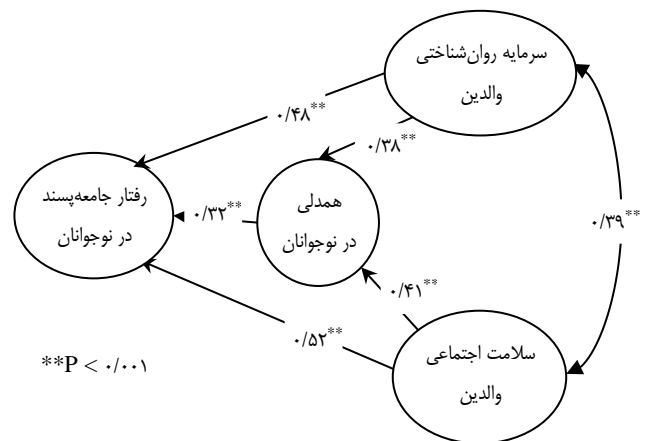 سرمایه روان‌شناختی
والدین
۰/۴۸**
۰/۳۸**
رفتار جامعه‌پسند
در نوجوانان
همدلی
در نوجوانان
۰/۳۲**
۰/۳۹**
۰/۴۱**
۰/۵۲**
سلامت اجتماعی
والدین
**P < ۰/۰۰۱